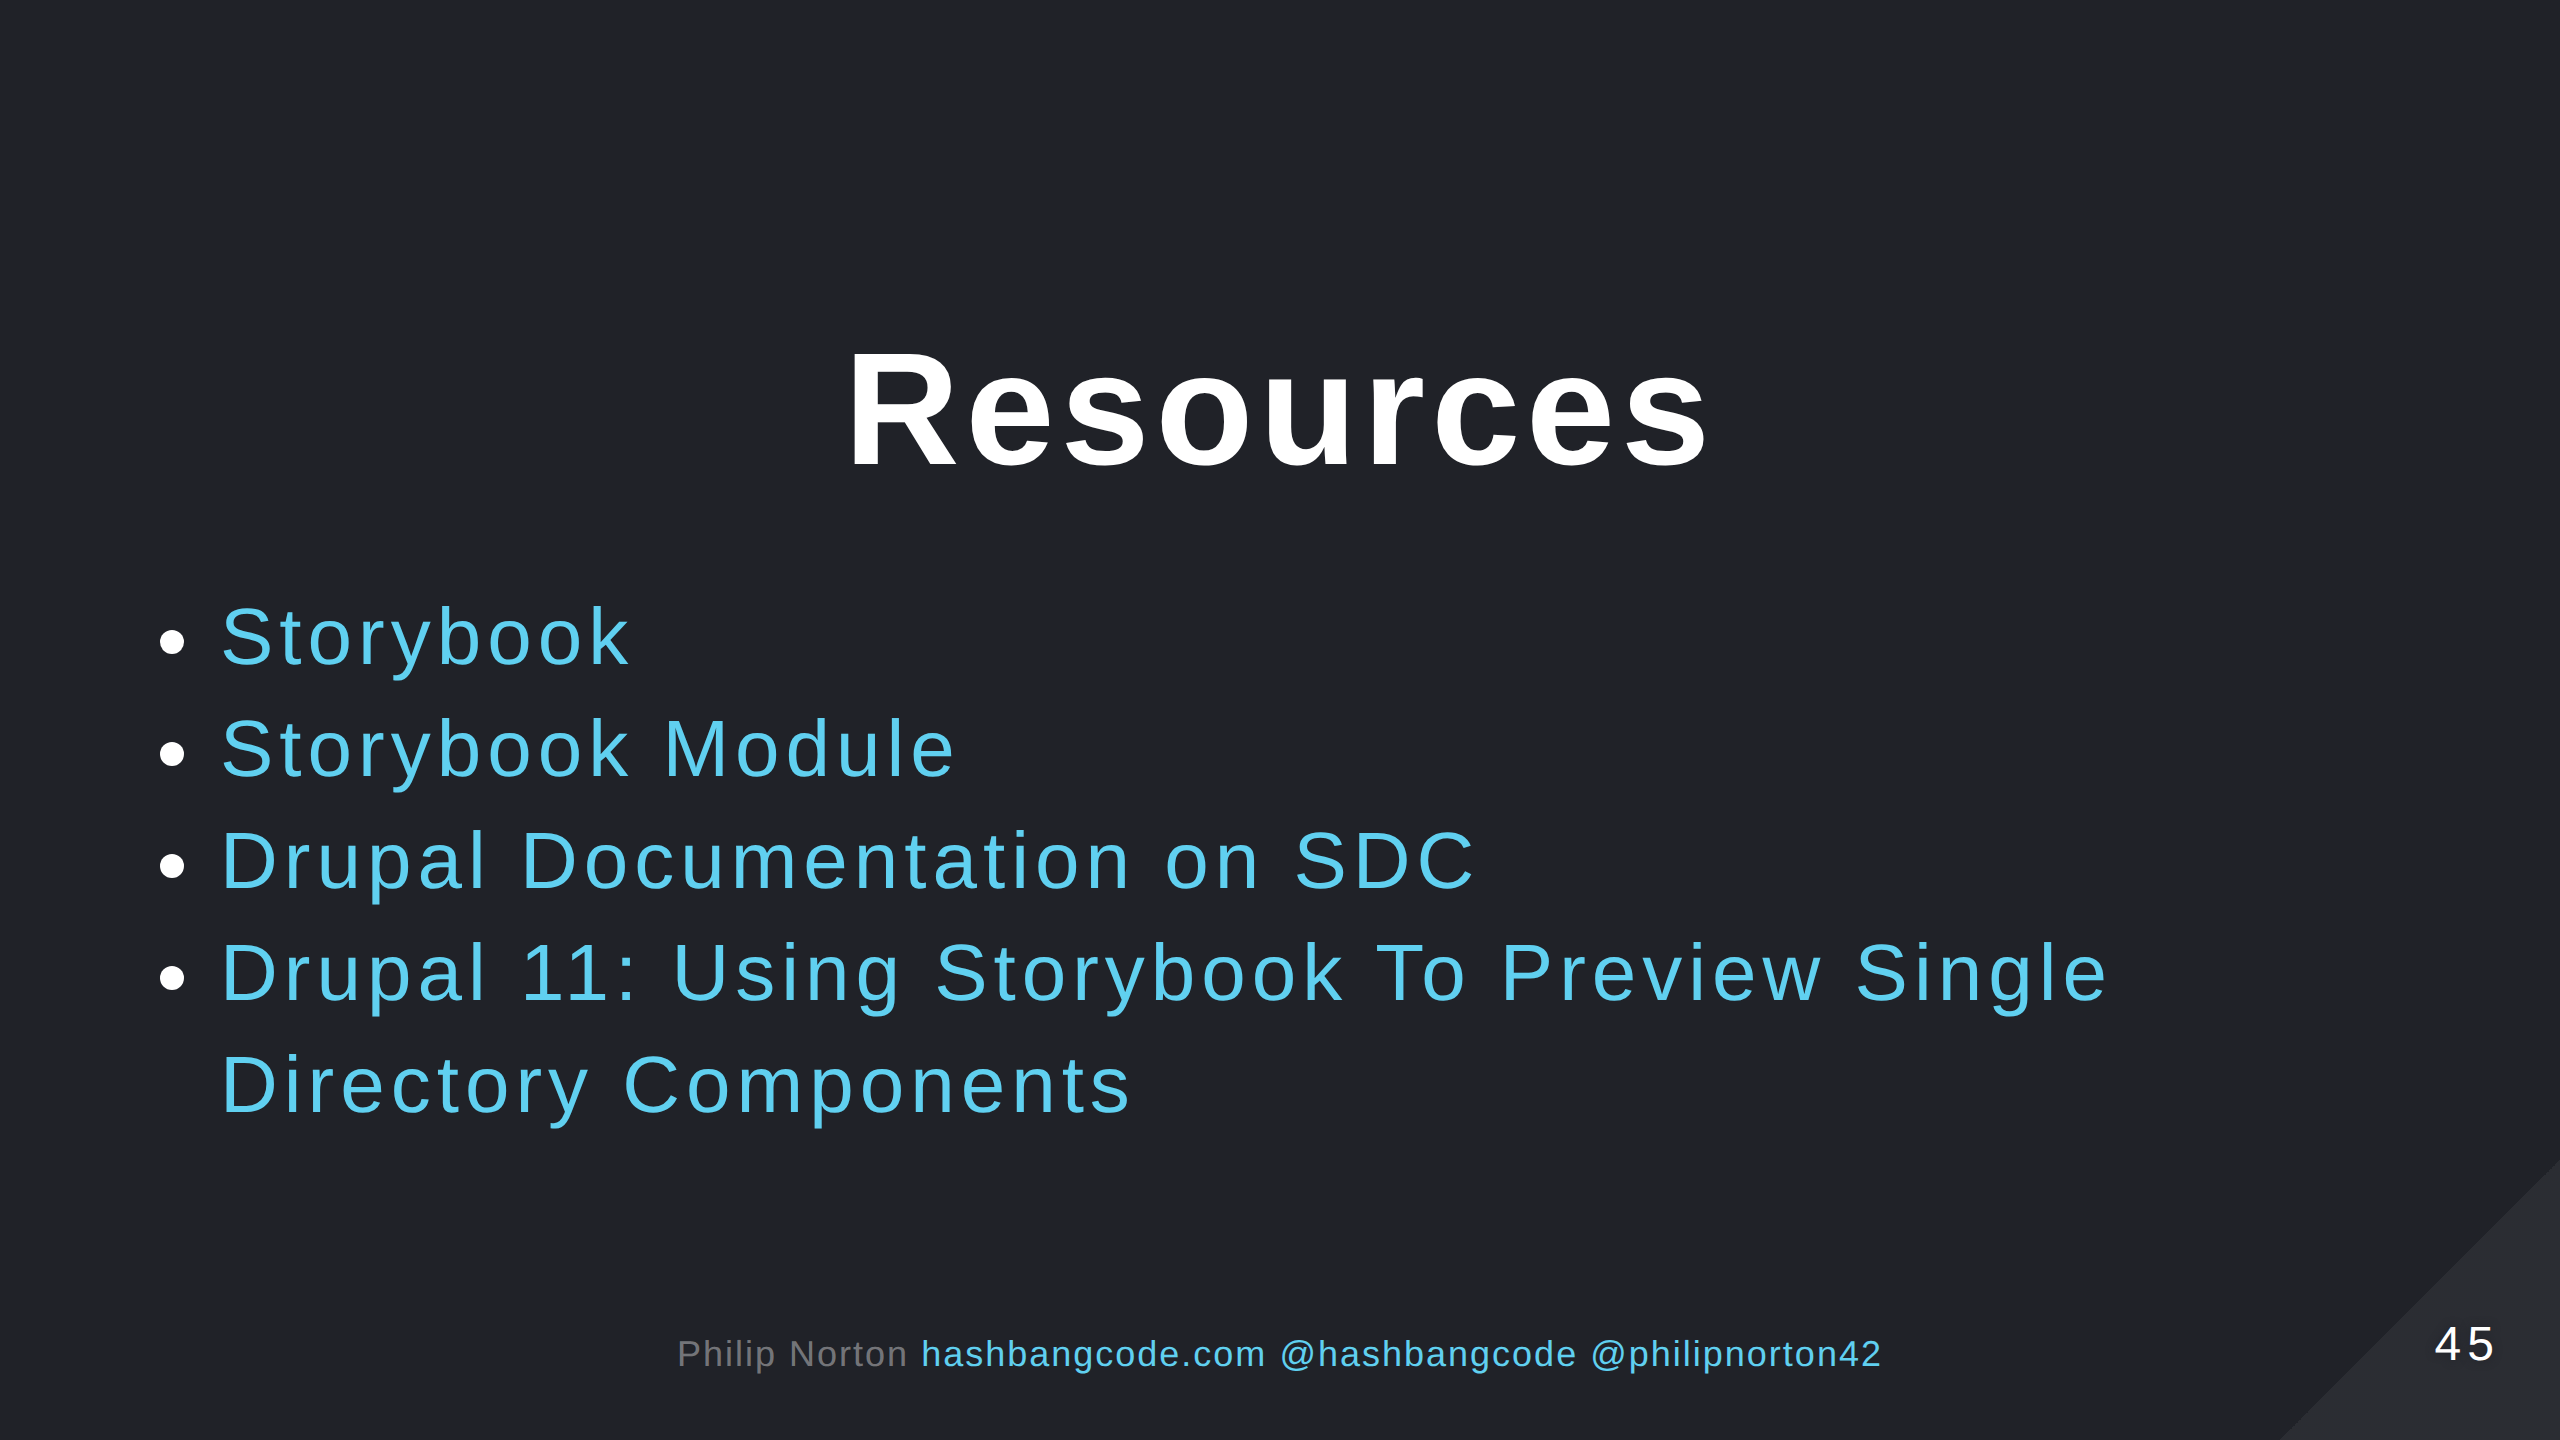 Resources
Storybook
Storybook Module
Drupal Documentation on SDC
Drupal 11: Using Storybook To Preview Single
Directory Components
Philip Norton hashbangcode.com @hashbangcode @philipnorton42
45